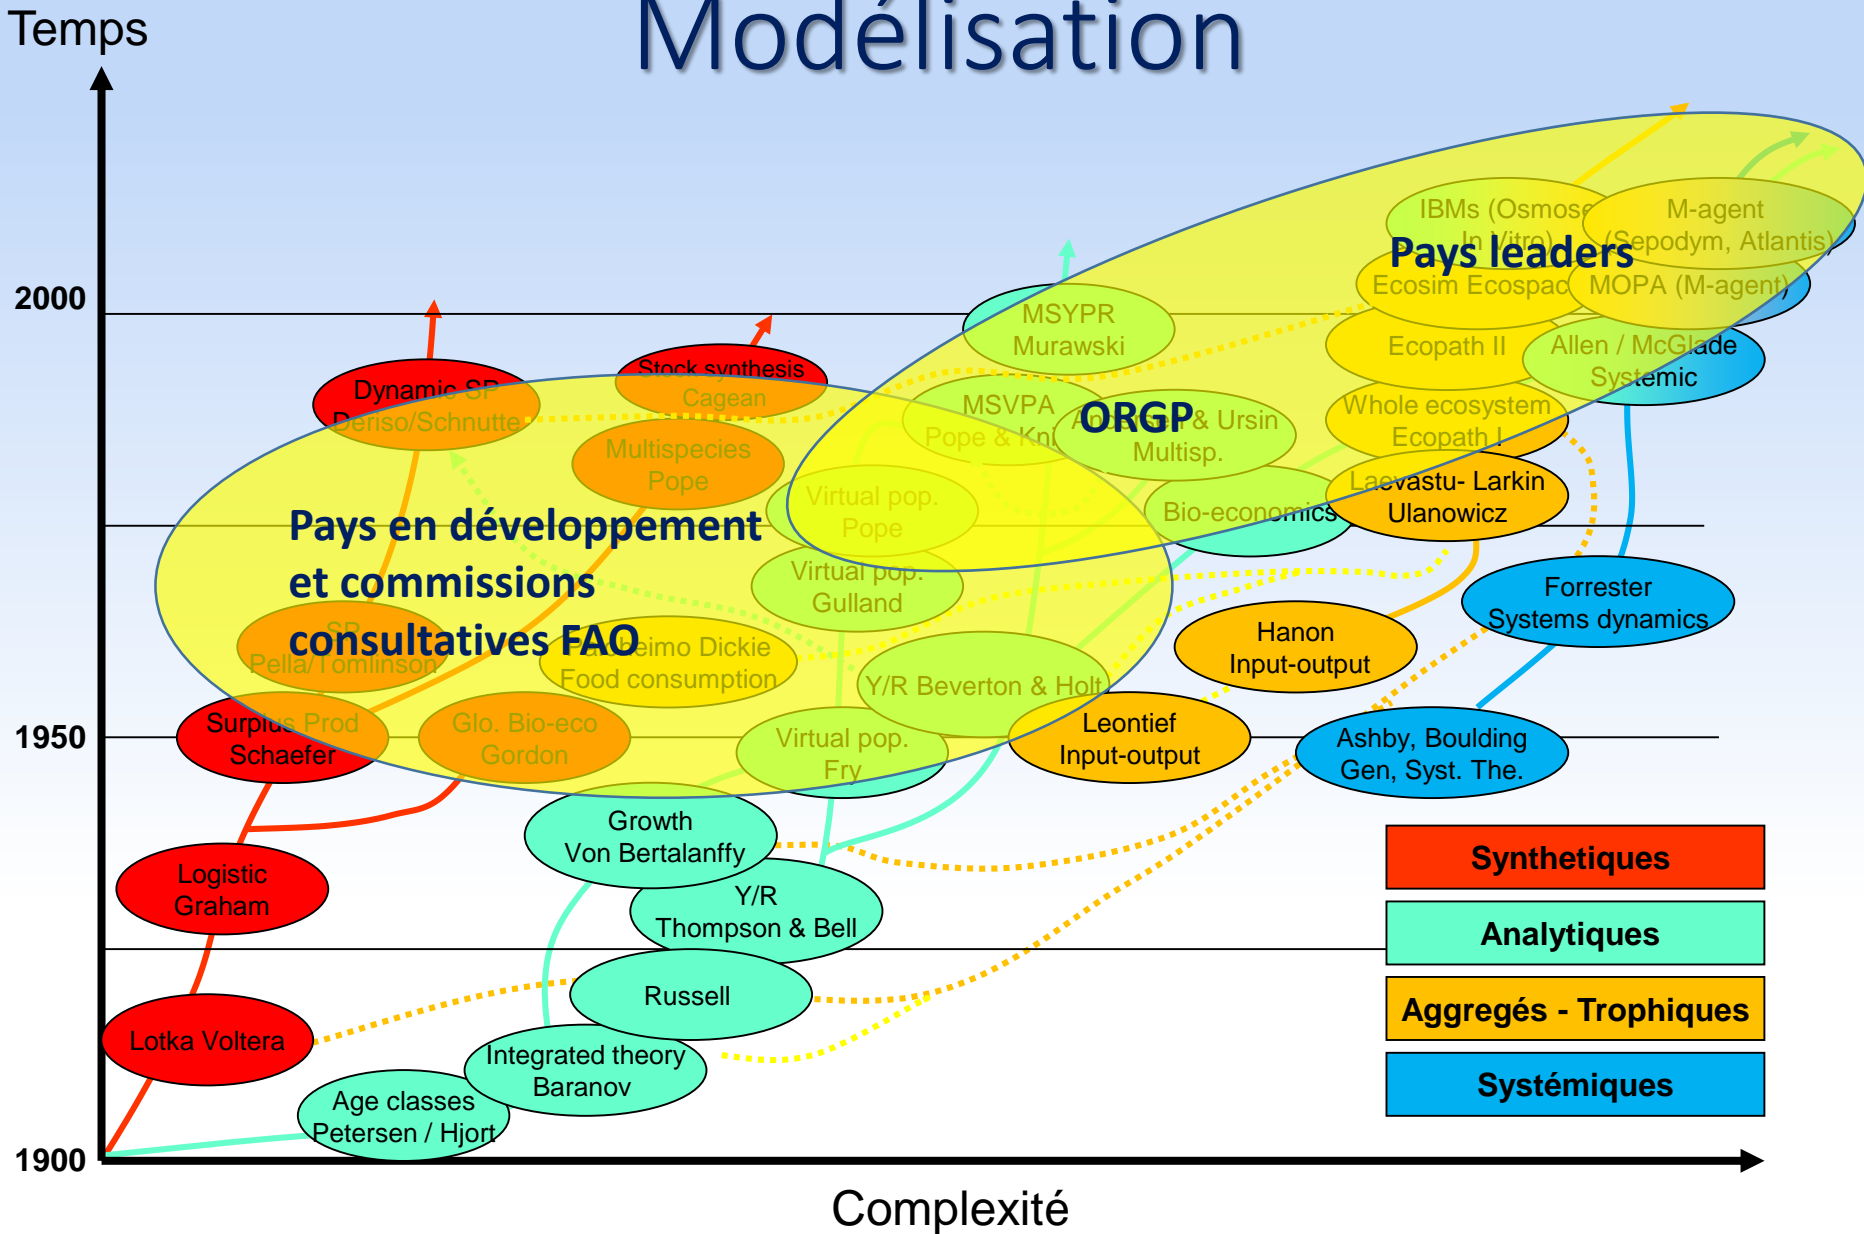 Modélisation
Temps
2000
1950
1900
IBMs (Osmose
In Vitro)
M-agent
(Sepodym, Atlantis)
Pays leaders
Ecosim Ecospac
MOPA (M-agent)
MSYPR
Murawski
Ecopath II
Allen / McGlade
Systemic
Dynamic SP
Deriso/Schnutte
Stock synthesis
Cagean
MSVPA
Pope & Kni
ORGP
Andersen & Ursin
Multisp.
Whole ecosystem
Ecopath I
Multispecies
Pope
Virtual pop.
Pope
Bio-economics
Laevastu- Larkin
Ulanowicz
Pays en développement
et commissions
consultatives FAO
Virtual pop.
Gulland
Forrester
Systems dynamics
SP
Pella/Tomlinson
Paloheimo Dickie
Food consumption
Hanon
Input-output
Y/R Beverton & Holt
Surplus Prod
Schaefer
Glo. Bio-eco
Gordon
Virtual pop.
Fry
Leontief
Input-output
Ashby, Boulding
Gen, Syst. The.
Growth
Von Bertalanffy
Logistic
Graham
Y/R
Thompson & Bell
Russell
Lotka Voltera
Integrated theory
Baranov
Age classes
Petersen / Hjort
Synthetiques
Analytiques
Aggregés - Trophiques
Systémiques
Complexité